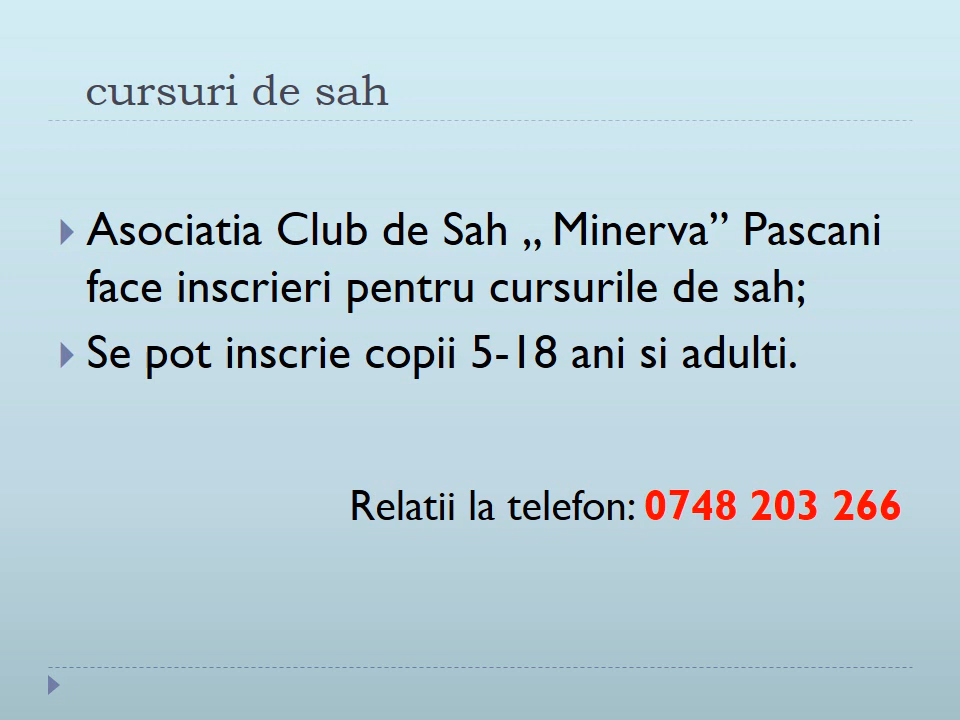 cursuri de sah
Asociatia Club de Sah „ Minerva” Pascani
face inscrieri pentru cursurile de sah;
Se pot inscrie copii 5-18 ani si adulti.
Relatii la telefon: 0748 203 266